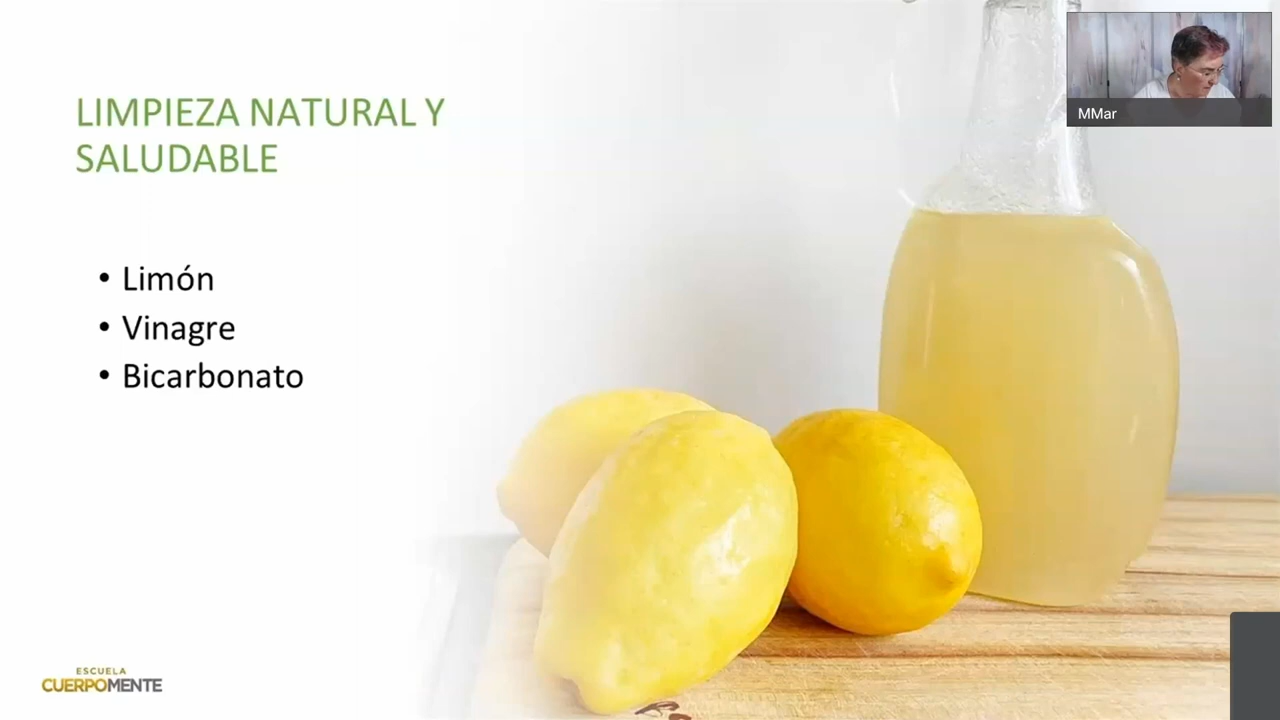 LIMPIEZA NATURAL Y
SALUDABLE
• Limón
• Vinagre
• Bicarbonato
MMar
ESCUELA
CUERPOMENTE